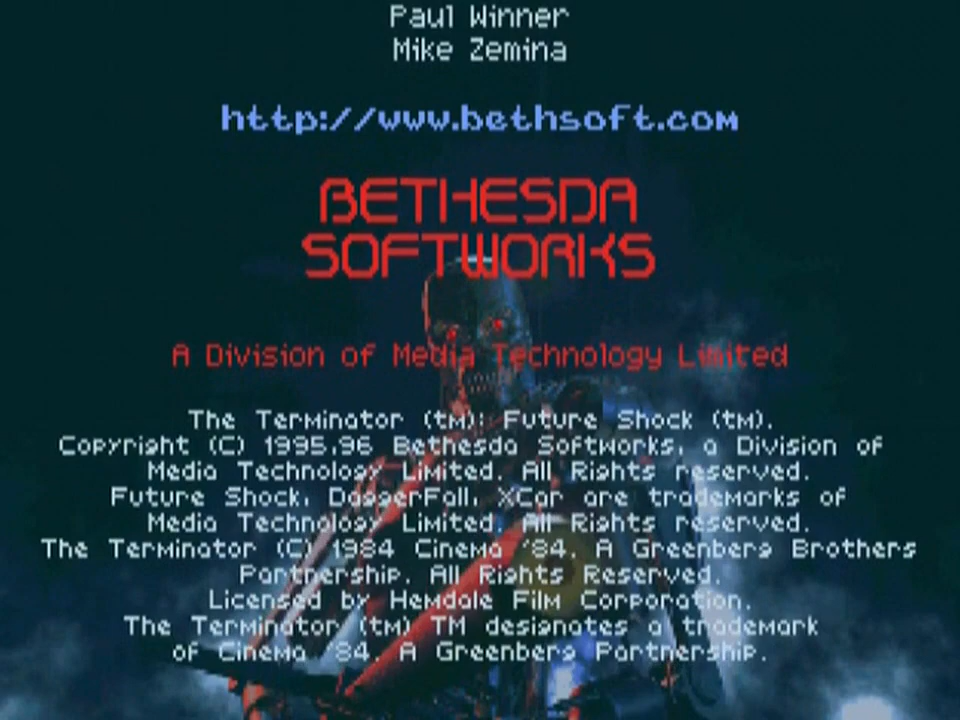 Paul Winner
Mike Zemina
http://www.bethsoft.com
BETHESDA
SOFTWORKS
A Division of Media Technology Limited
The Terminator (tm): Future Shock (tm).
Copyright (C) 1995,96 Bethesda Softworks, a Division of
Media Technology Limited. All Rights reserved.
Future Shock, DaggerFall, XCar are trademarks of
Media Technology Limited. All Rights reserved.
The Terminator (C) 1984 Cinema '84, A Greenberg Brothers
Partnership. All Rights Reserved.
Licensed by Hemdale Film Corporation.
The Terminator (tm) TM designates a trademark
of Cinema '84, A Greenberg Partnership.